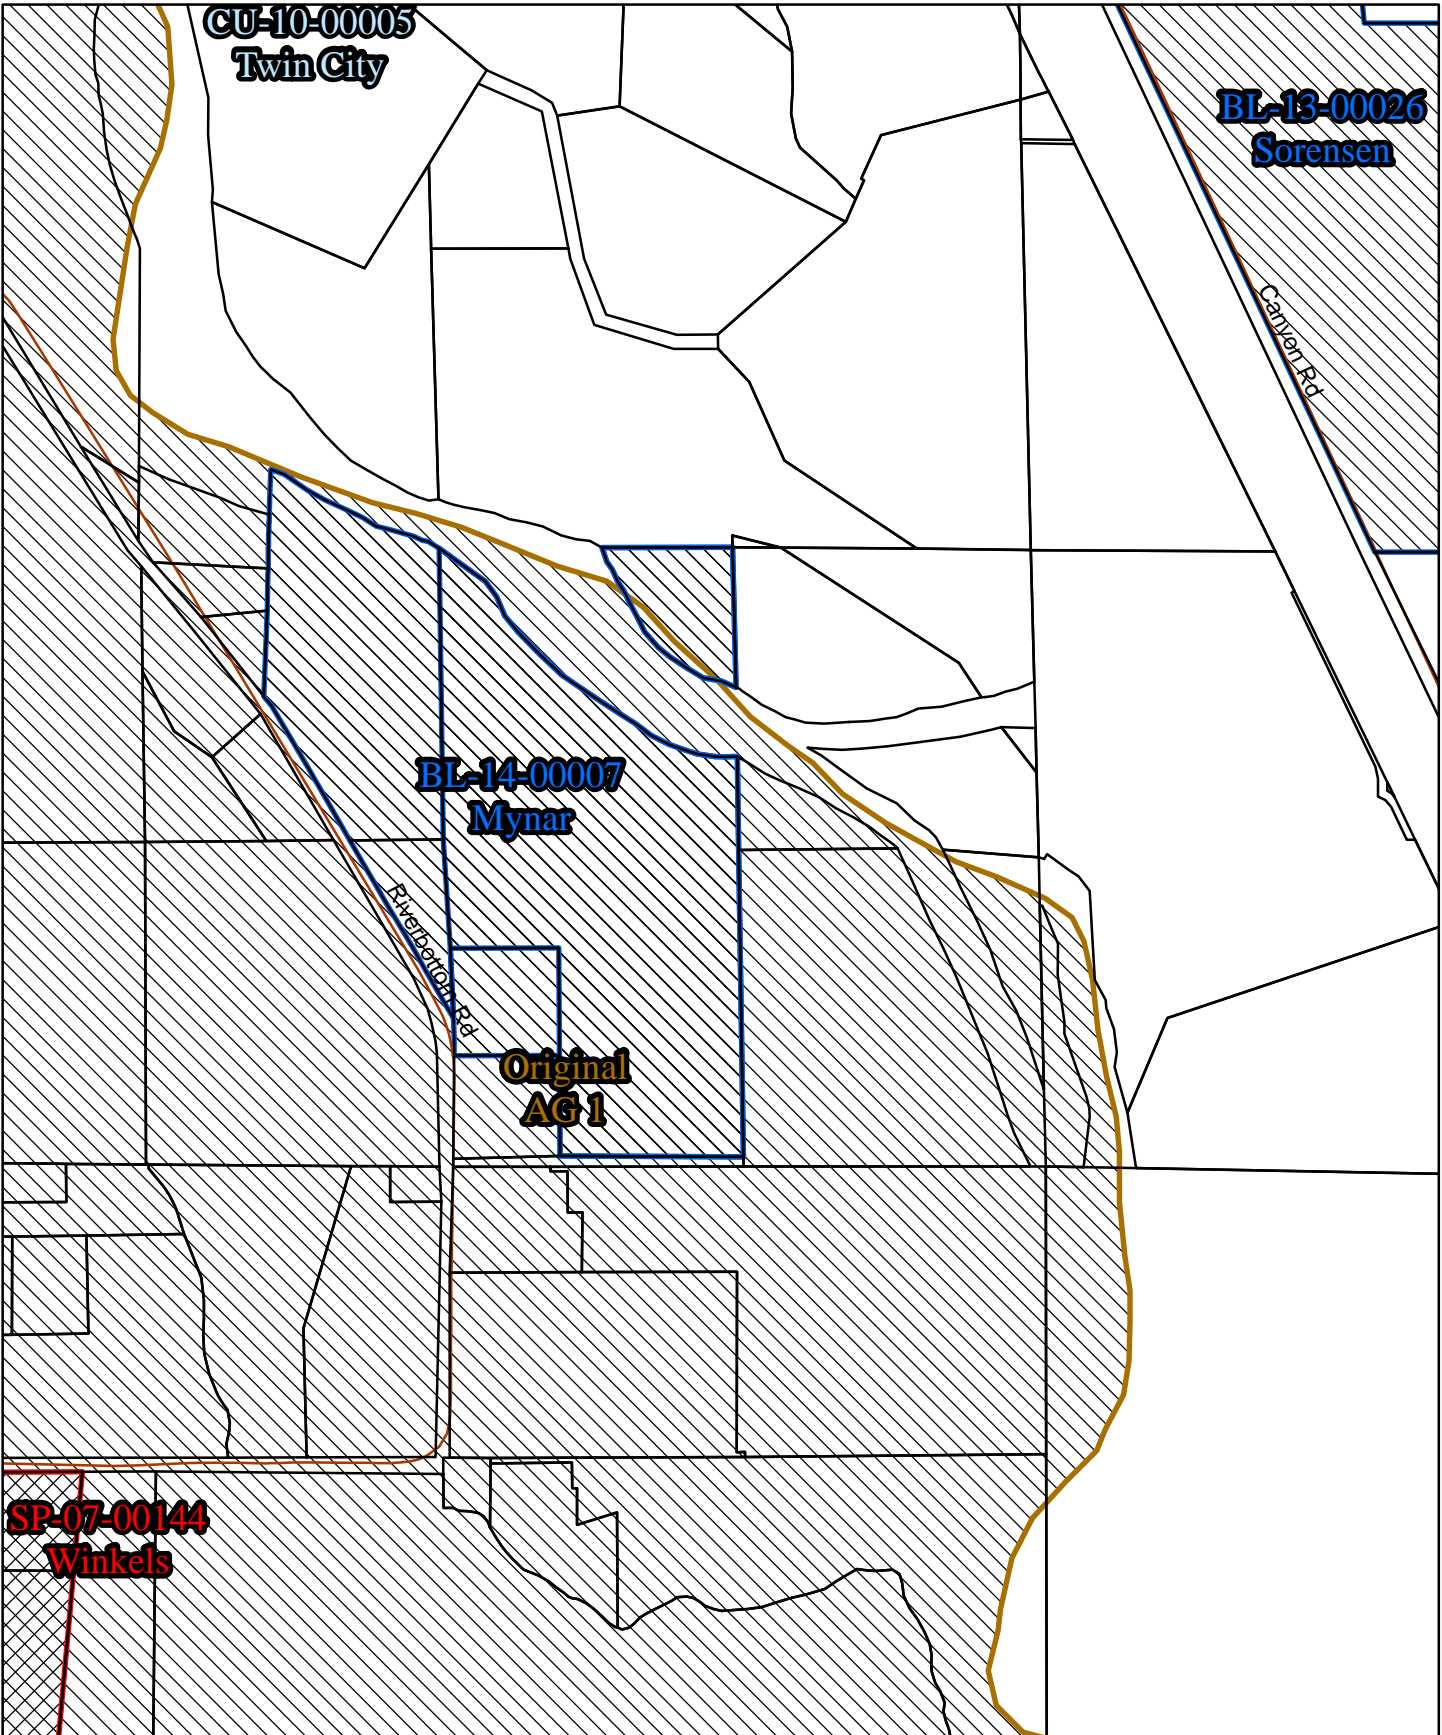 CU-10-00005
Twin City
BL-13-00026
Sorensen
Canyon Rd
BL-14-00007
Mynar
Riverbottom Rd
Original
AG 1
SP-07-00144
Winkels